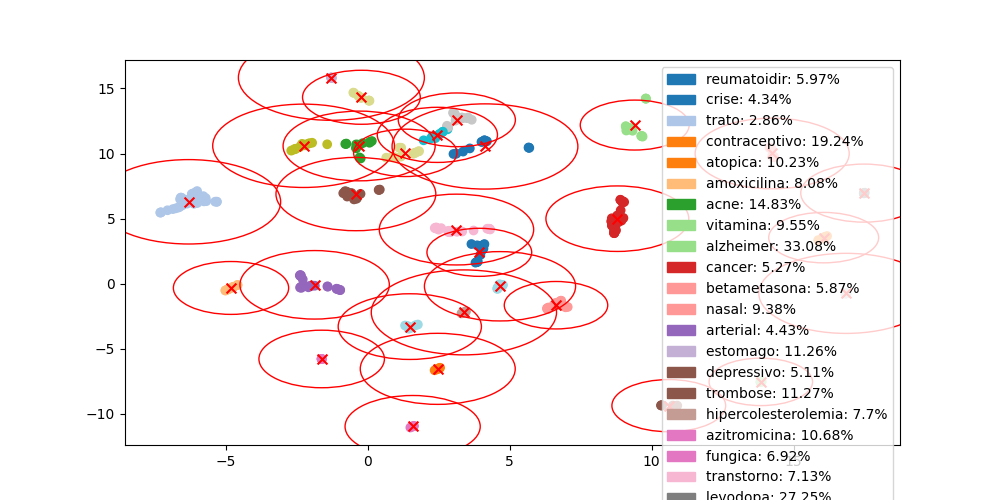 15
10
5
0
−5
−10
−5
0
5
10
15
reumatoidir: 5.97%
crise: 4.34%
trato: 2.86%
contraceptivo: 19.24%
atopica: 10.23%
amoxicilina: 8.08%
acne: 14.83%
vitamina: 9.55%
alzheimer: 33.08%
cancer: 5.27%
betametasona: 5.87%
nasal: 9.38%
arterial: 4.43%
estomago: 11.26%
depressivo: 5.11%
trombose: 11.27%
hipercolesterolemia: 7.7%
azitromicina: 10.68%
fungica: 6.92%
transtorno: 7.13%
levodopa: 27.25%